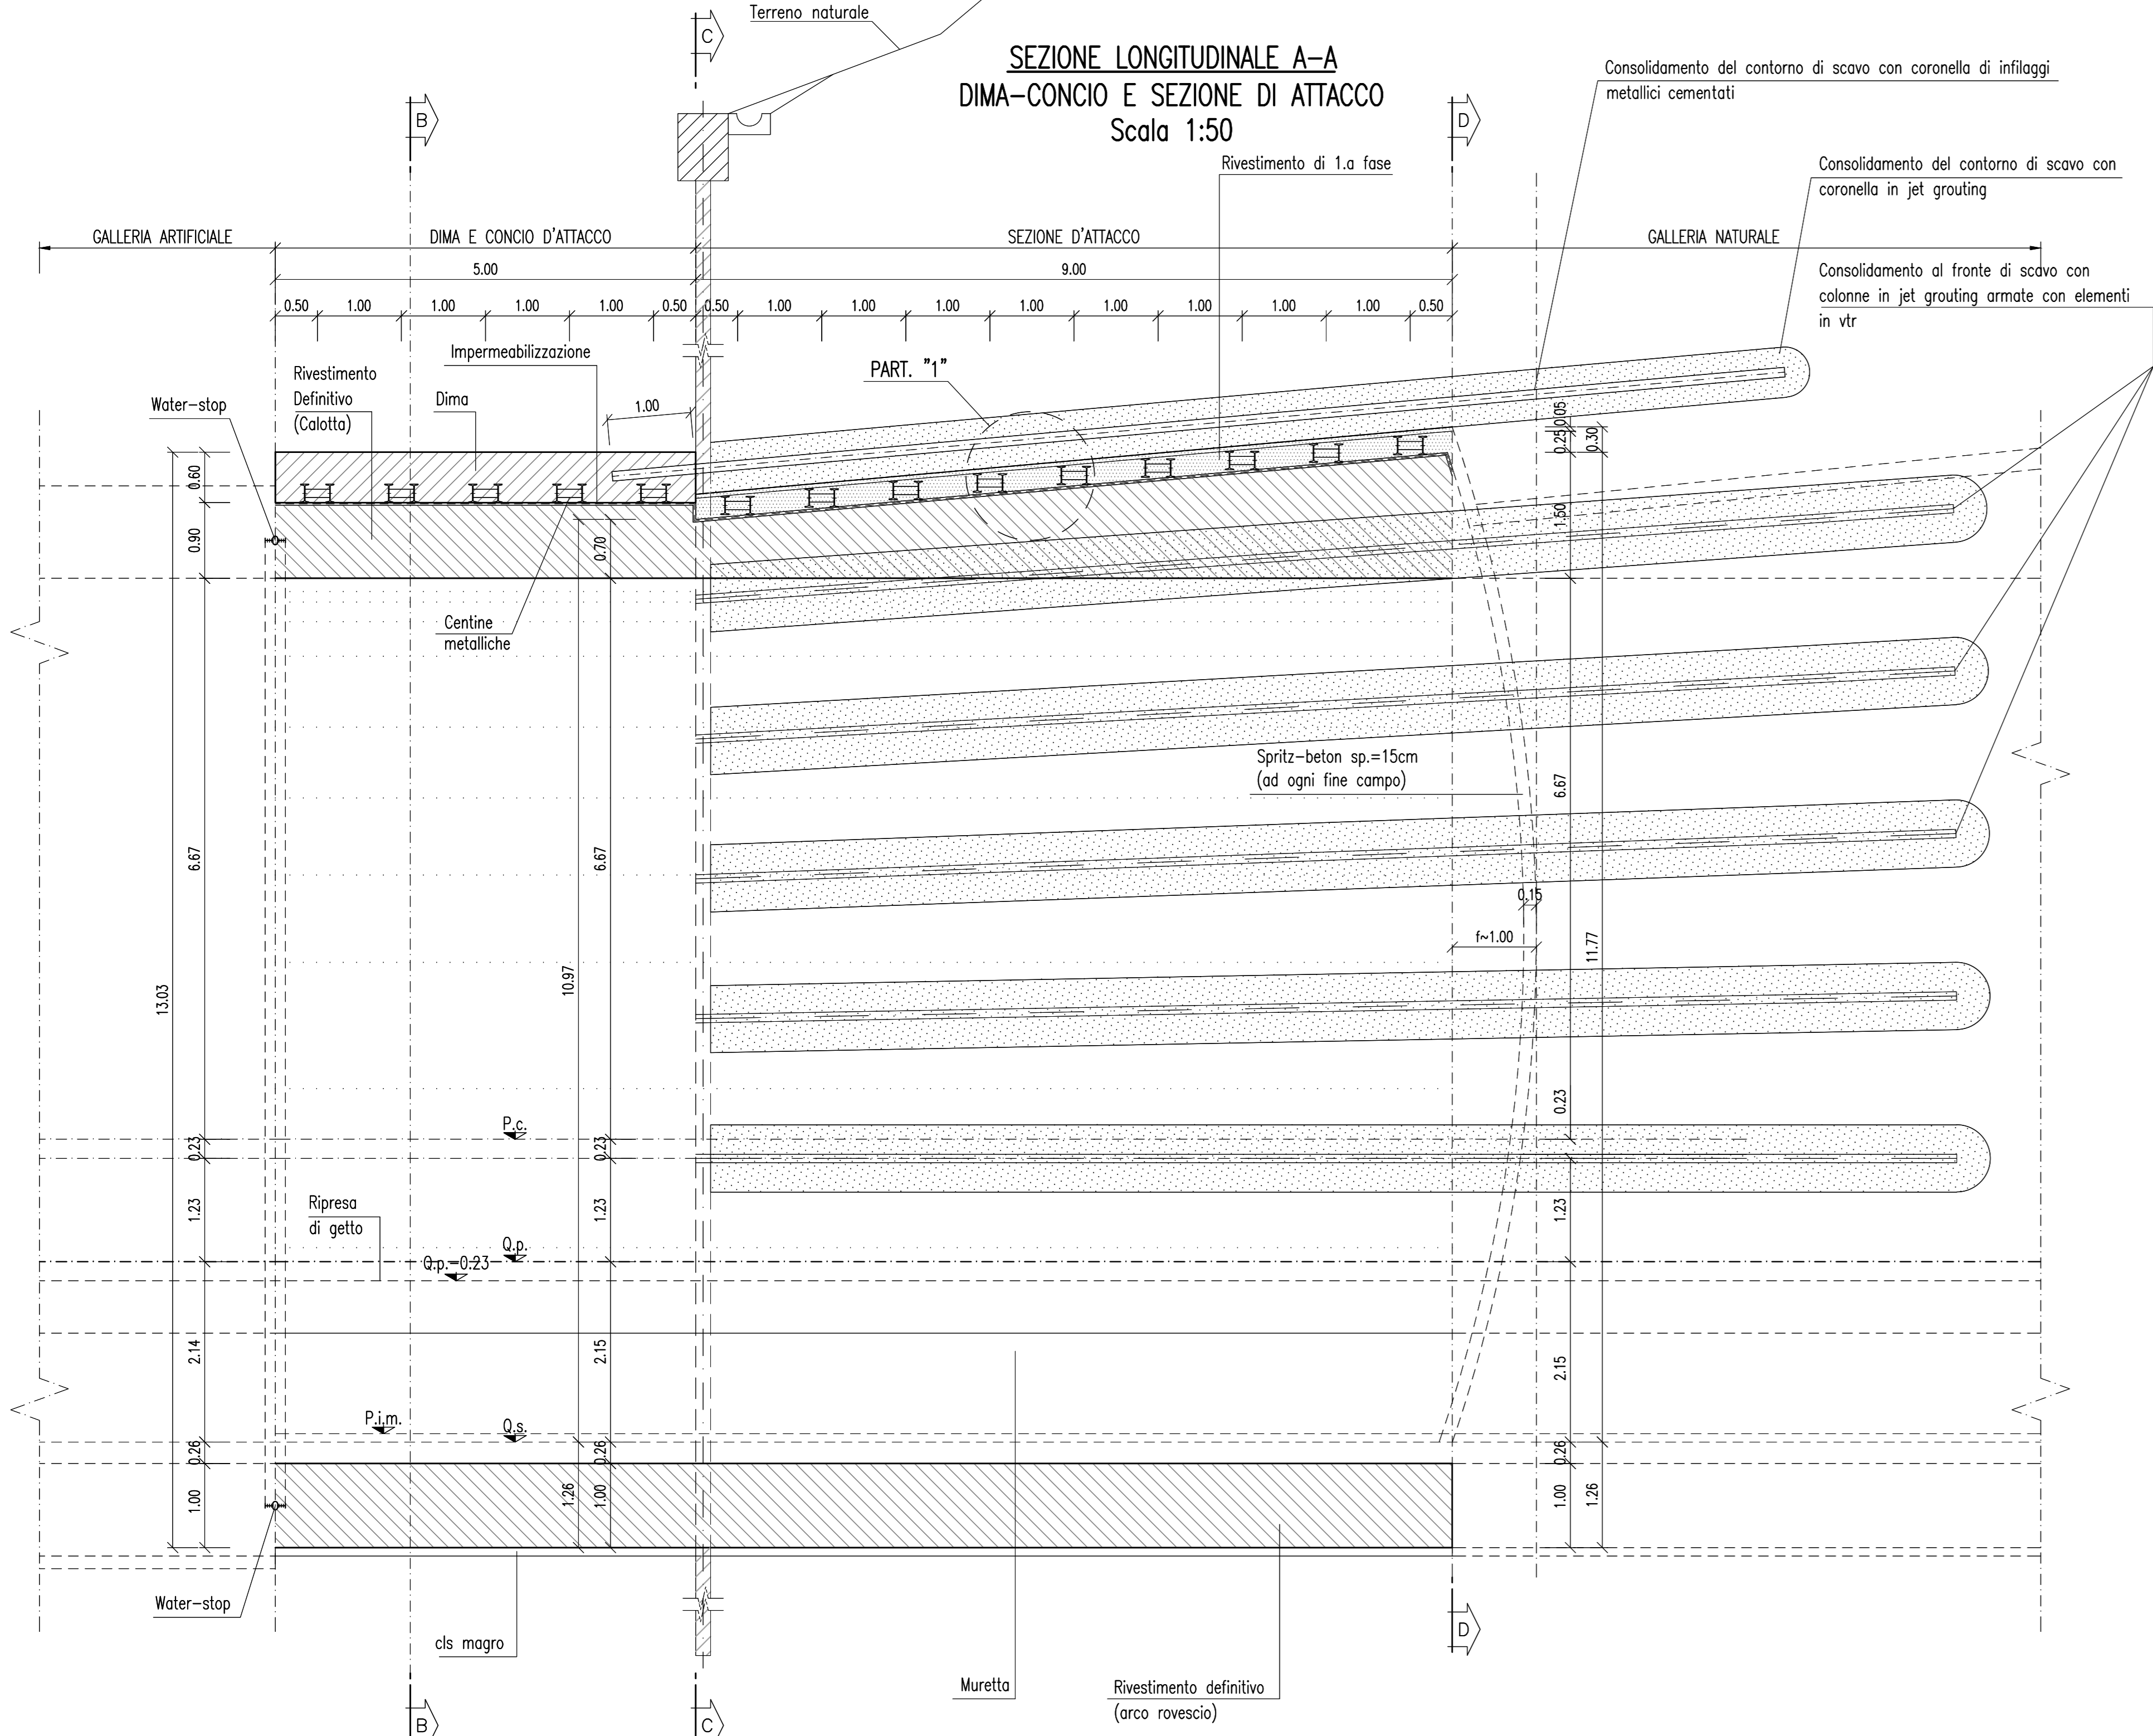 Terreno naturale
C
SEZIONE LONGITUDINALE A-A
DIMA-CONCIO E SEZIONE DI ATTACCO
Scala 1:50
B
D
Consolidamento del contorno di scavo con coronella di infilaggi
metallici cementati
Rivestimento di 1.a fase
Consolidamento del contorno di scavo con
coronella in jet grouting
GALLERIA ARTIFICIALE
DIMA E CONCIO D'ATTACCO
SEZIONE D'ATTACCO
GALLERIA NATURALE
5.00
9.00
Consolidamento al fronte di scavo con
colonne in jet grouting armate con elementi
in vtr
0.50 1.00 1.00 1.00 1.00 0.50 0.50 1.00 1.00 1.00 1.00 1.00 1.00 1.00 1.00 0.50
Impermeabilizzazione
PART. "1"
Rivestimento
Definitivo
(Calotta)
Dima
Water-stop
1.00
0.05
0.25
0.30
0.60
0.90
0.70
1.50
Centine
metalliche
Spritz-beton sp.=15cm
(ad ogni fine campo)
6.67
6.67
6.67
0.15
f~1.00
13.03
10.97
11.77
P.c.
0.23
0.23
0.23
Ripresa
di getto
1.23
1.23
1.23
Q.p.
Q.p.-0.23
2.14
2.15
2.15
P.i.m.
Q.s.
0.26
0.26
0.26
1.00
1.26
1.00
1.00
1.26
Water-stop
cls magro
Muretta
Rivestimento definitivo
(arco rovescio)
D
B
C